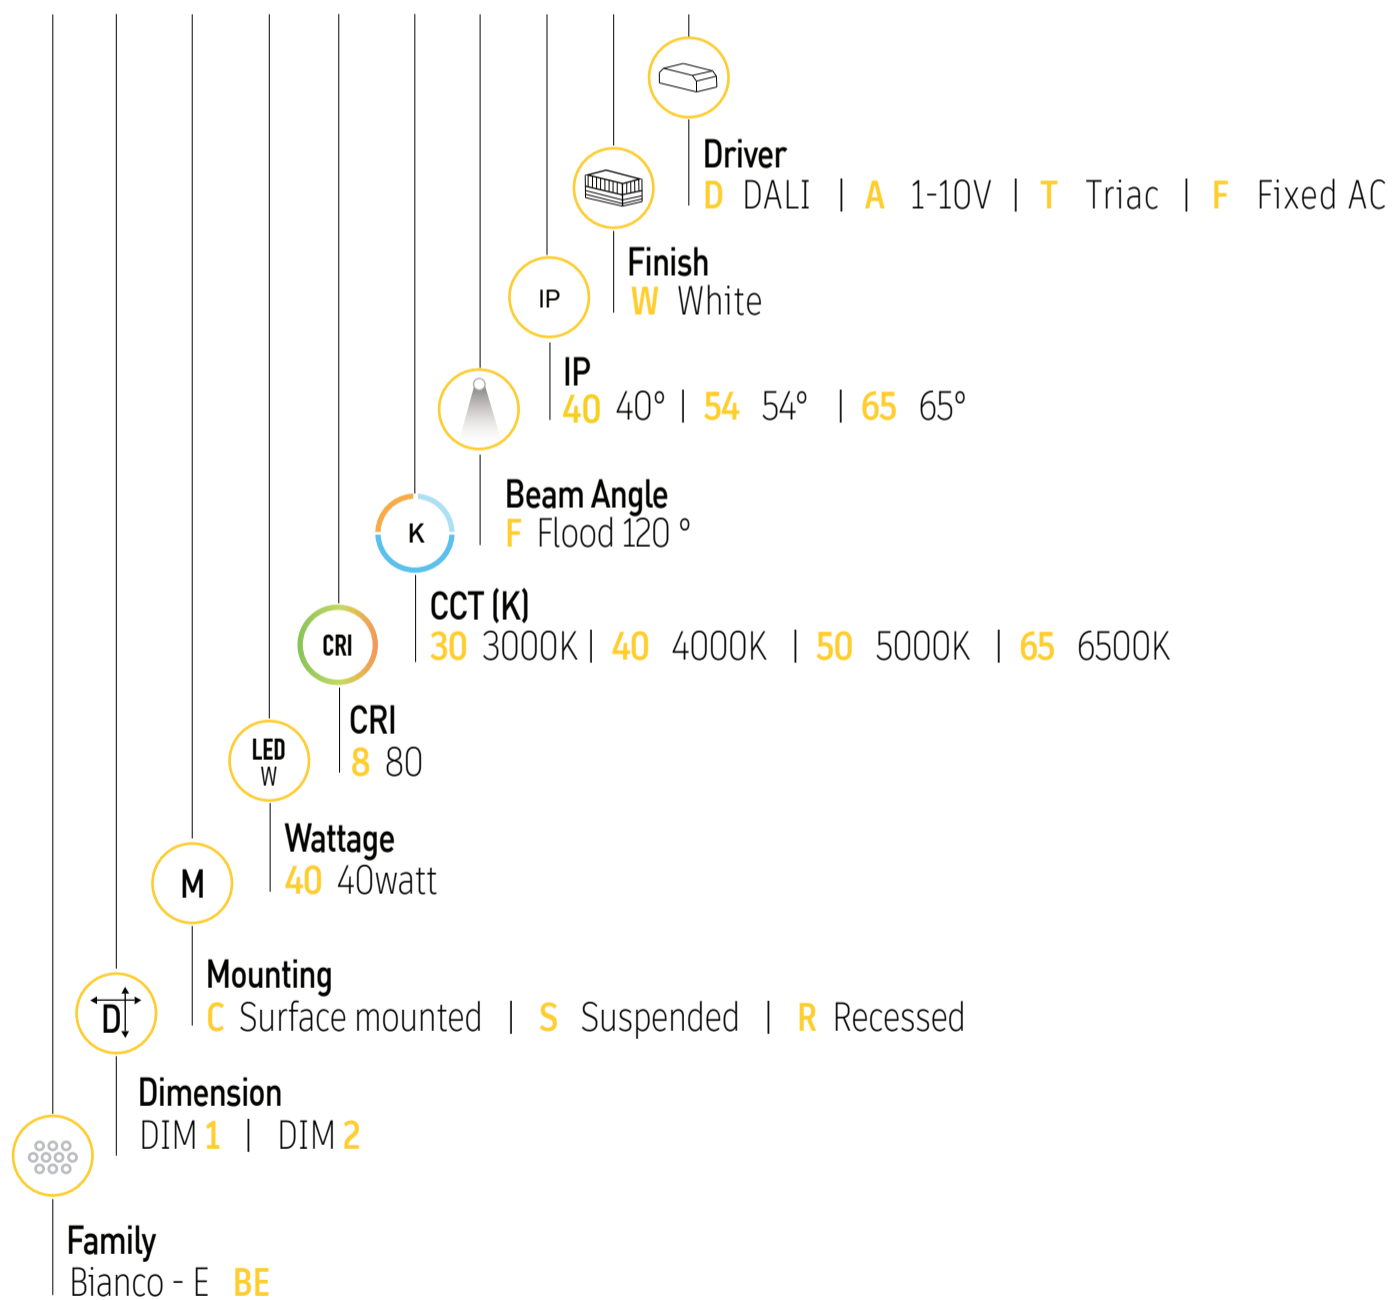 Driver
D DALI | A 1-10V | T Triac | F Fixed AC
Finish
W White
IP
IP
40 40° | 54 54° | 65 65°
Beam Angle
F Flood 120 °
K
CCT (K)
30 3000K | 40 4000K | 50 5000K | 65 6500K
CRI
CRI
8 80
LED
W
Wattage
40 40watt
M
Mounting
C Surface mounted | S Suspended | R Recessed
D
Dimension
DIM 1 | DIM 2
Family
Bianco - E BE